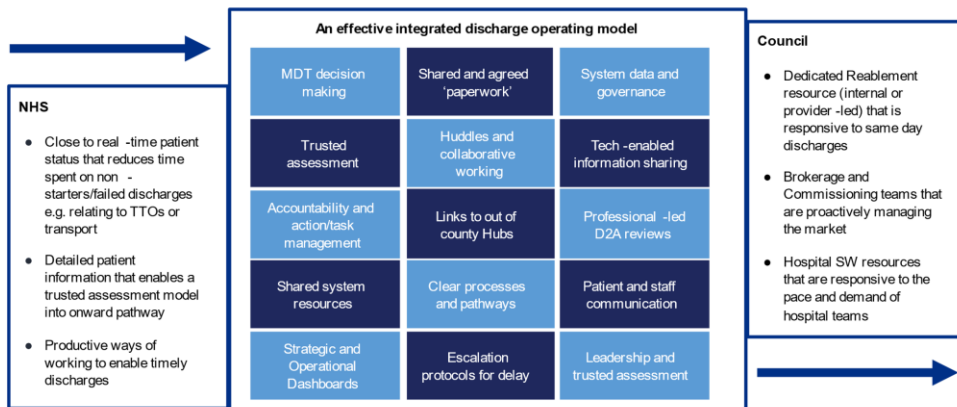 An effective integrated discharge operating model
NHS
● Close to real -time patient
status that reduces time
spent on non -
starters/failed discharges
e.g. relating to TTOs or
transport
● Detailed patient
information that enables a
trusted assessment model
into onward pathway
● Productive ways of
working to enable timely
discharges
MDT decision
making
Shared and agreed
‘paperwork’
System data and
governance
Trusted
assessment
Huddles and
collaborative
working
Tech -enabled
information sharing
Accountability and
action/task
management
Links to out of
county Hubs
Professional -led
D2A reviews
Shared system
resources
Clear processes
and pathways
Patient and staff
communication
Strategic and
Operational
Dashboards
Escalation
protocols for delay
Leadership and
trusted assessment
Council
● Dedicated Reablement
resource (internal or
provider -led) that is
responsive to same day
discharges
● Brokerage and
Commissioning teams that
are proactively managing
the market
● Hospital SW resources
that are responsive to the
pace and demand of
hospital teams